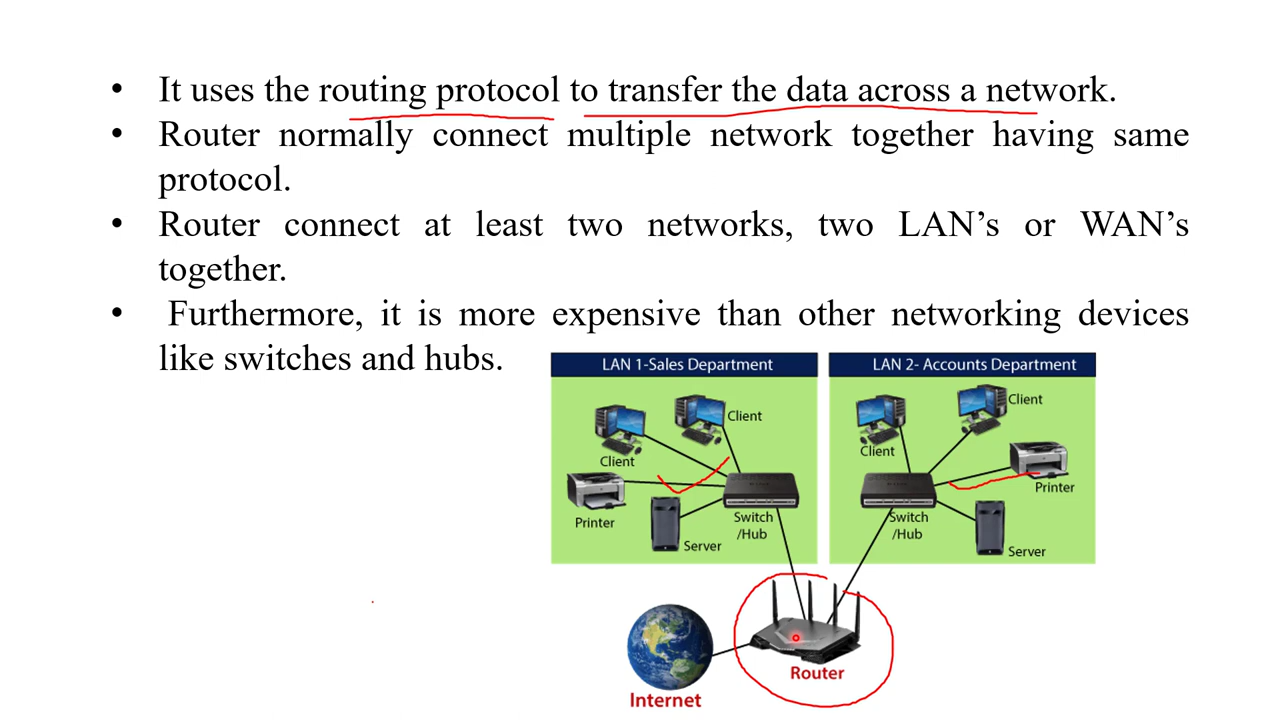 • It uses the routing protocol to transfer the data across a network.
• Router normally connect multiple network together having same
protocol.
• Router connect at least two networks, two LAN’s or WAN’s
together.
• Furthermore, it is more expensive than other networking devices
like switches and hubs.
LAN 1-Sales Department
Client
Client
Printer
Server
Switch
/Hub
LAN 2- Accounts Department
Client
Client
Printer
Switch
/Hub
Server
Router
Internet